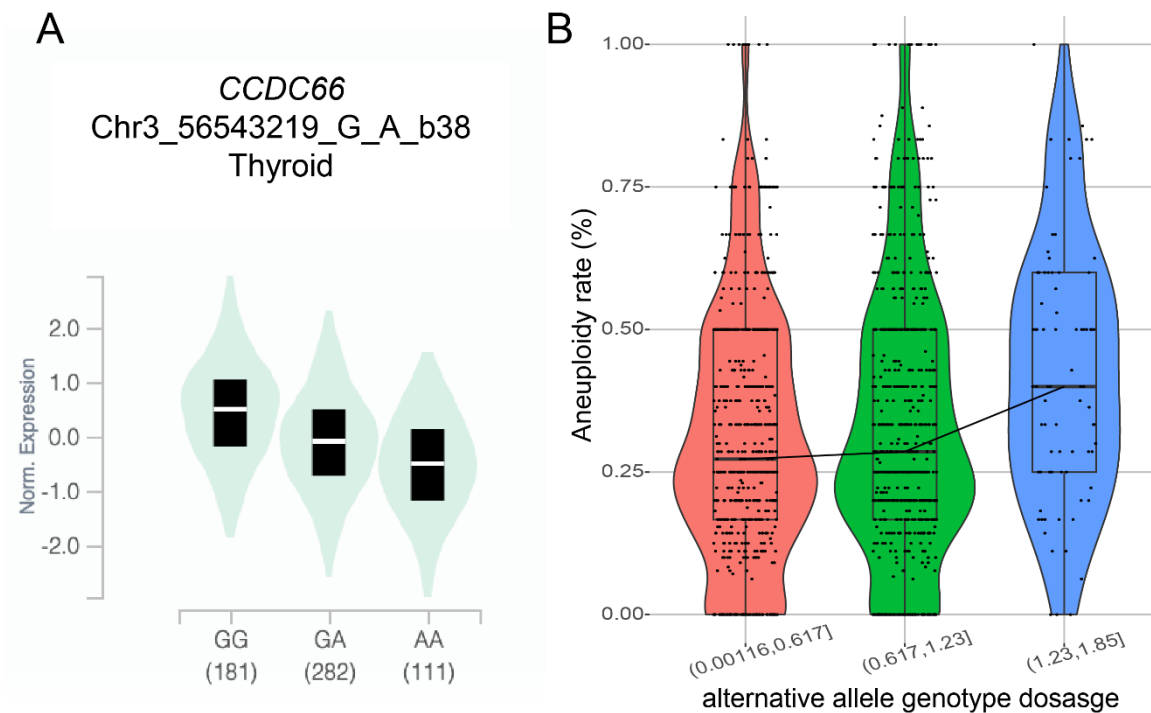 A
CCDC66
Chr3_56543219_G_A_b38
Thyroid
Norm. Expression
2.0
1.0
0.0
-1.0
-2.0
GG
(181)
GA
(282)
AA
(111)
B
Aneuploidy rate (%)
1.00
0.75
0.50
0.25
0.00
(0.00116,0.617]
(0.617,1.23]
(1.23,1.85]
alternative allele genotype dosasge